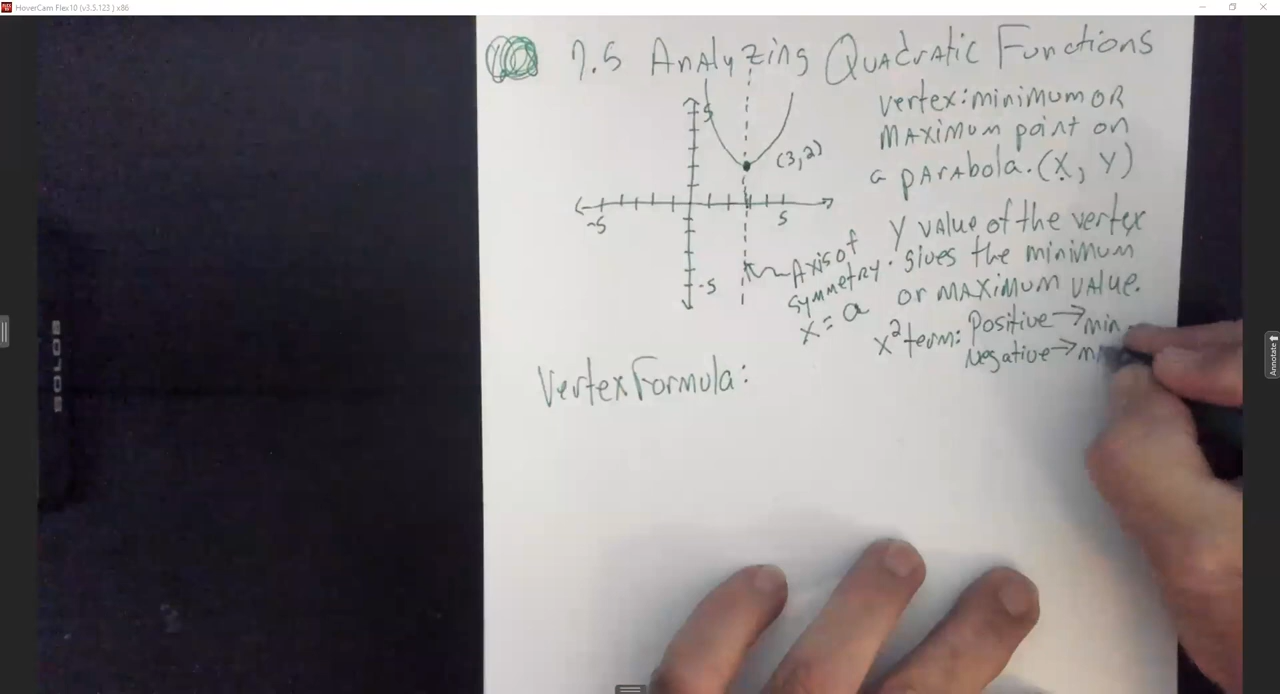 HoverCam Flex10 (v3.5.123 ) x86
7.5 Analyzing Quadratic Functions
5
(3,2)
-5
5
-5
Axis of
symmetry.
x = a
vertex: minimum OR
maximum point on
a parabola. (x, y)
y value of the vertex
gives the minimum
or maximum value.
x² term: Positive → min
Negative →
Vertex Formula:
SOLOB
Annotate